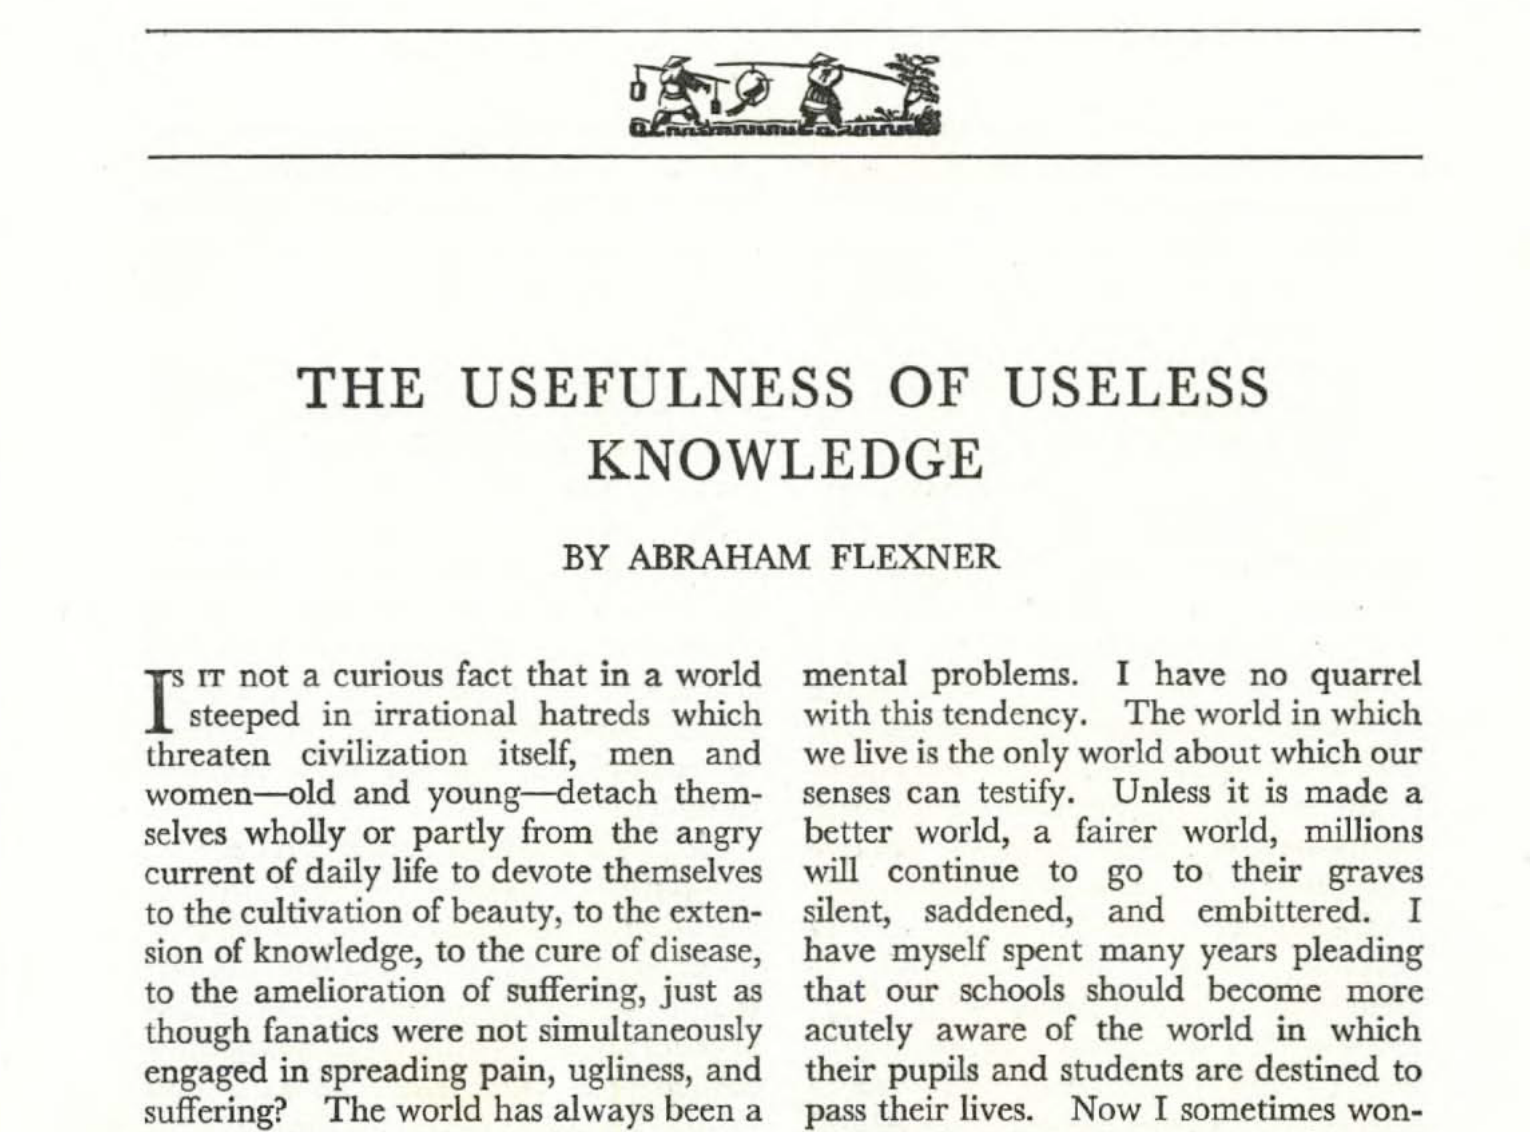 THE USEFULNESS OF USELESS
KNOWLEDGE
BY ABRAHAM FLEXNER
IS IT not a curious fact that in a world
steeped in irrational hatreds which
threaten civilization itself, men and
women—old and young—detach them-
selves wholly or partly from the angry
current of daily life to devote themselves
to the cultivation of beauty, to the exten-
sion of knowledge, to the cure of disease,
to the amelioration of suffering, just as
though fanatics were not simultaneously
engaged in spreading pain, ugliness, and
suffering? The world has always been a
mental problems. I have no quarrel
with this tendency. The world in which
we live is the only world about which our
senses can testify. Unless it is made a
better world, a fairer world, millions
will continue to go to their graves
silent, saddened, and embittered. I
have myself spent many years pleading
that our schools should become more
acutely aware of the world in which
their pupils and students are destined to
pass their lives. Now I sometimes won-